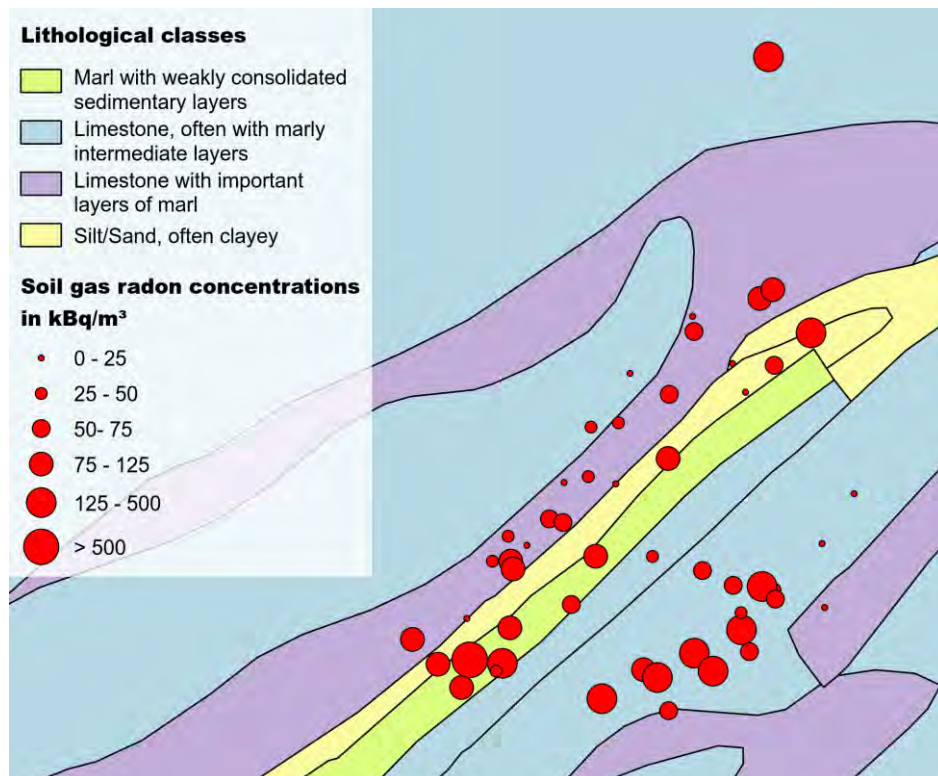 Lithological classes
Marl with weakly consolidated
sedimentary layers
Limestone, often with marly
intermediate layers
Limestone with important
layers of marl
Silt/Sand, often clayey
Soil gas radon concentrations
in kBq/m³
0 - 25
25 - 50
50- 75
75 - 125
125 - 500
> 500